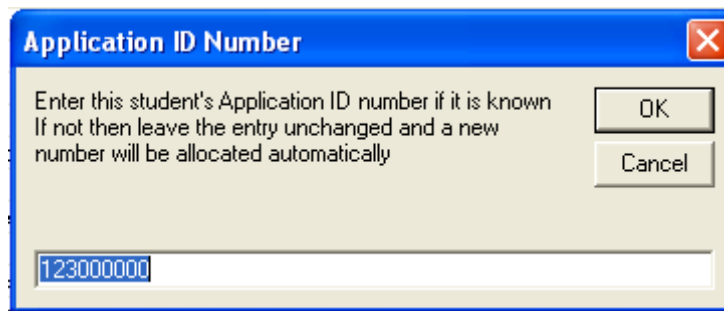 Application ID Number
Enter this student's Application ID number if it is known
If not then leave the entry unchanged and a new
number will be allocated automatically
OK
Cancel
123000000